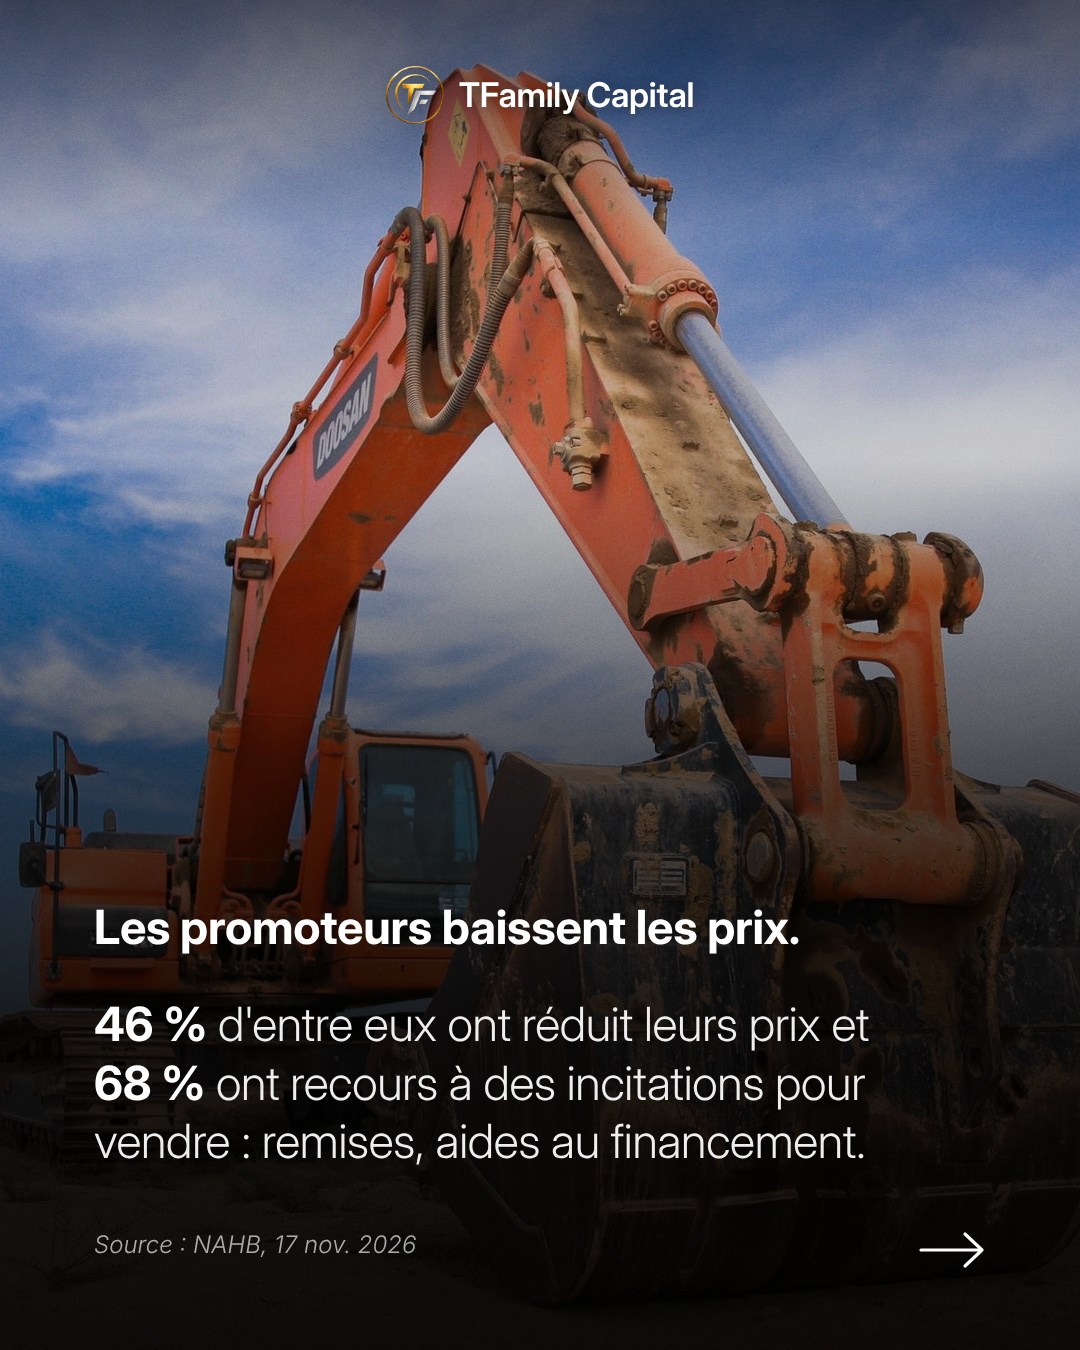 TF TFamily Capital
DOOSAN
Les promoteurs baissent les prix.
46 % d'entre eux ont réduit leurs prix et
68 % ont recours à des incitations pour
vendre : remises, aides au financement.
Source : NAHB, 17 nov. 2026